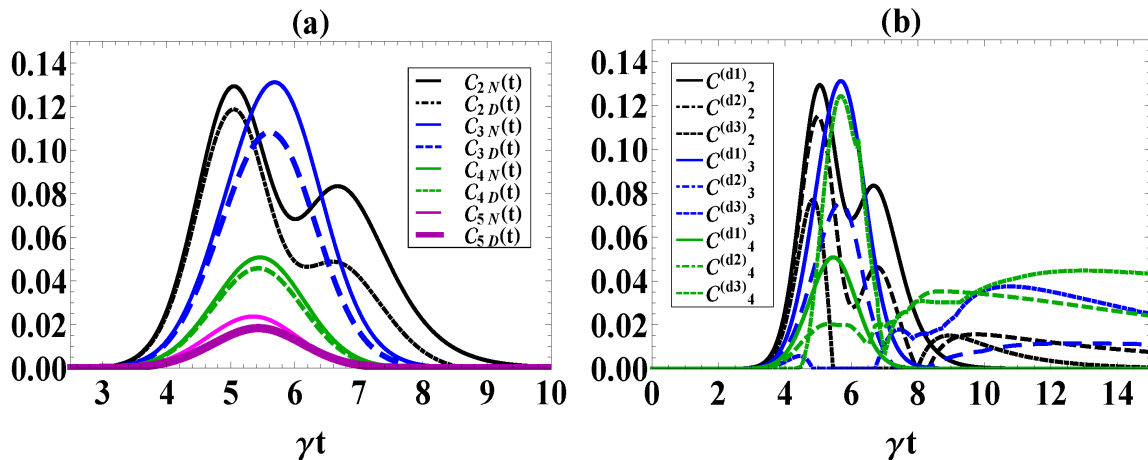 (a)
0.14
0.12
0.10
0.08
0.06
0.04
0.02
0.00
3 4 5 6 7 8 9 10
γt
C2 N(t)
C2 D(t)
C3 N(t)
C3 D(t)
C4 N(t)
C4 D(t)
C5 N(t)
C5 D(t)
(b)
0.14
0.12
0.10
0.08
0.06
0.04
0.02
0.00
0 2 4 6 8 10 12 14
γt
C(d1)2
C(d2)2
C(d3)2
C(d1)3
C(d2)3
C(d3)3
C(d1)4
C(d2)4
C(d3)4